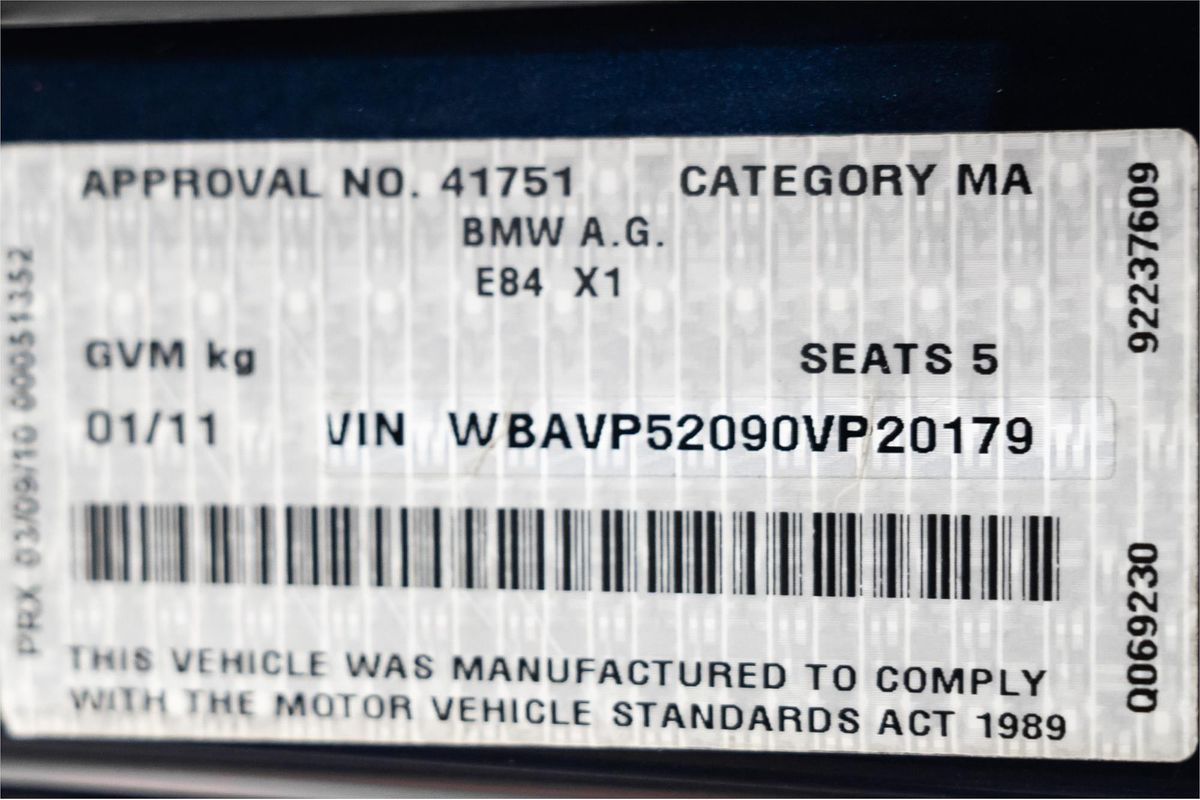 APPROVAL NO. 41751 CATEGORY MA
BMW A.G.
E84 X1
GVM kg SEATS 5
01/11 VIN WBAVP52090VP20179
THIS VEHICLE WAS MANUFACTURED TO COMPLY
WITH THE MOTOR VEHICLE STANDARDS ACT 1989
PRX 03/09/10 00051352
92237609
Q069230